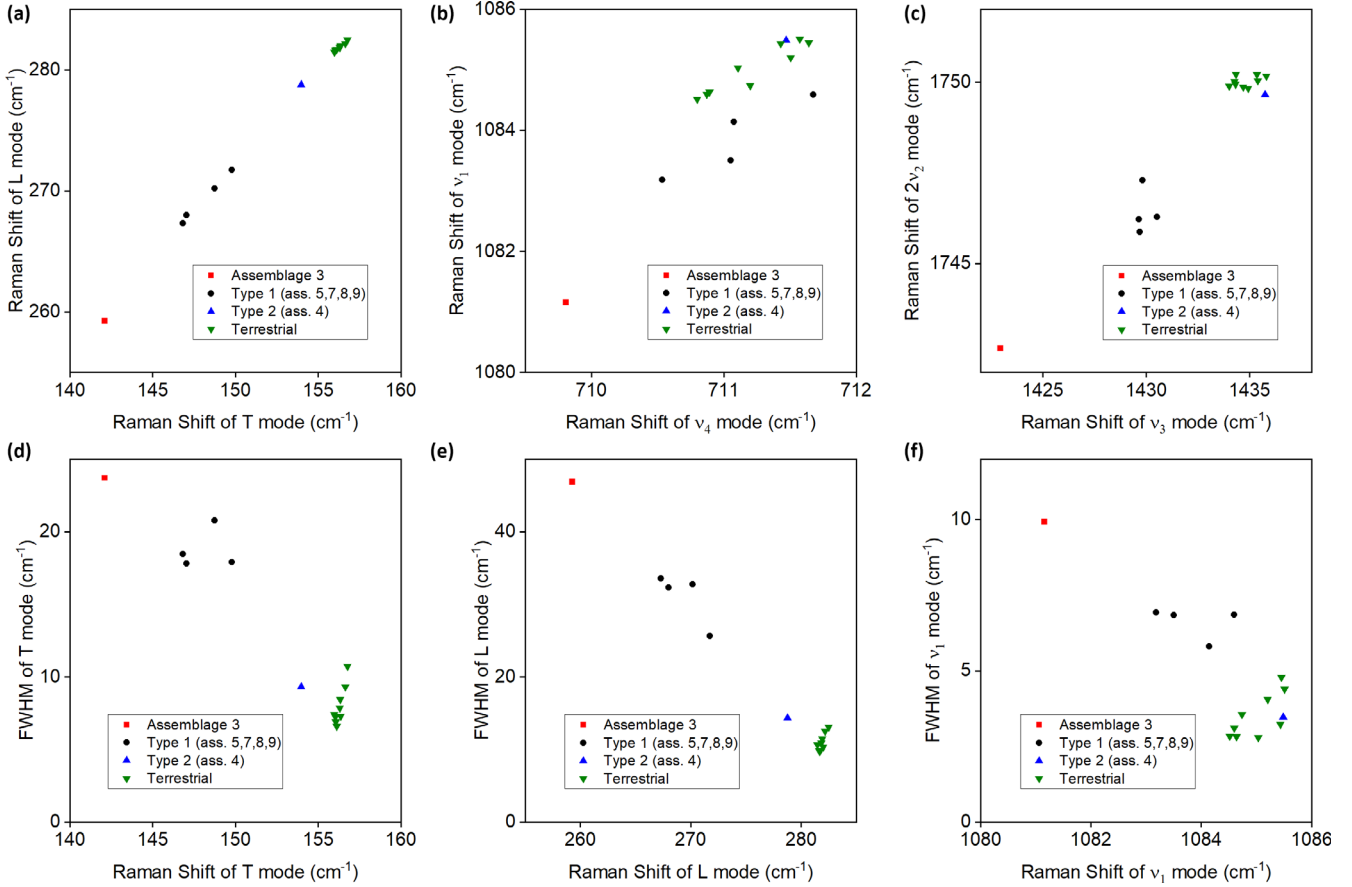 (a)
280
270
260
140
145
150
155
160
Raman Shift of L mode (cm⁻¹)
Raman Shift of T mode (cm⁻¹)
Assemblage 3
Type 1 (ass. 5,7,8,9)
Type 2 (ass. 4)
Terrestrial
(b)
1086
1084
1082
1080
710
711
712
Raman Shift of ν₁ mode (cm⁻¹)
Raman Shift of ν₄ mode (cm⁻¹)
Assemblage 3
Type 1 (ass. 5,7,8,9)
Type 2 (ass. 4)
Terrestrial
(c)
1750
1745
1425
1430
1435
Raman Shift of 2ν₂ mode (cm⁻¹)
Raman Shift of ν₃ mode (cm⁻¹)
Assemblage 3
Type 1 (ass. 5,7,8,9)
Type 2 (ass. 4)
Terrestrial
(d)
20
10
0
140
145
150
155
160
FWHM of T mode (cm⁻¹)
Raman Shift of T mode (cm⁻¹)
Assemblage 3
Type 1 (ass. 5,7,8,9)
Type 2 (ass. 4)
Terrestrial
(e)
40
20
0
260
270
280
FWHM of L mode (cm⁻¹)
Raman Shift of L mode (cm⁻¹)
Assemblage 3
Type 1 (ass. 5,7,8,9)
Type 2 (ass. 4)
Terrestrial
(f)
10
5
0
1080
1082
1084
1086
FWHM of ν₁ mode (cm⁻¹)
Raman Shift of ν₁ mode (cm⁻¹)
Assemblage 3
Type 1 (ass. 5,7,8,9)
Type 2 (ass. 4)
Terrestrial